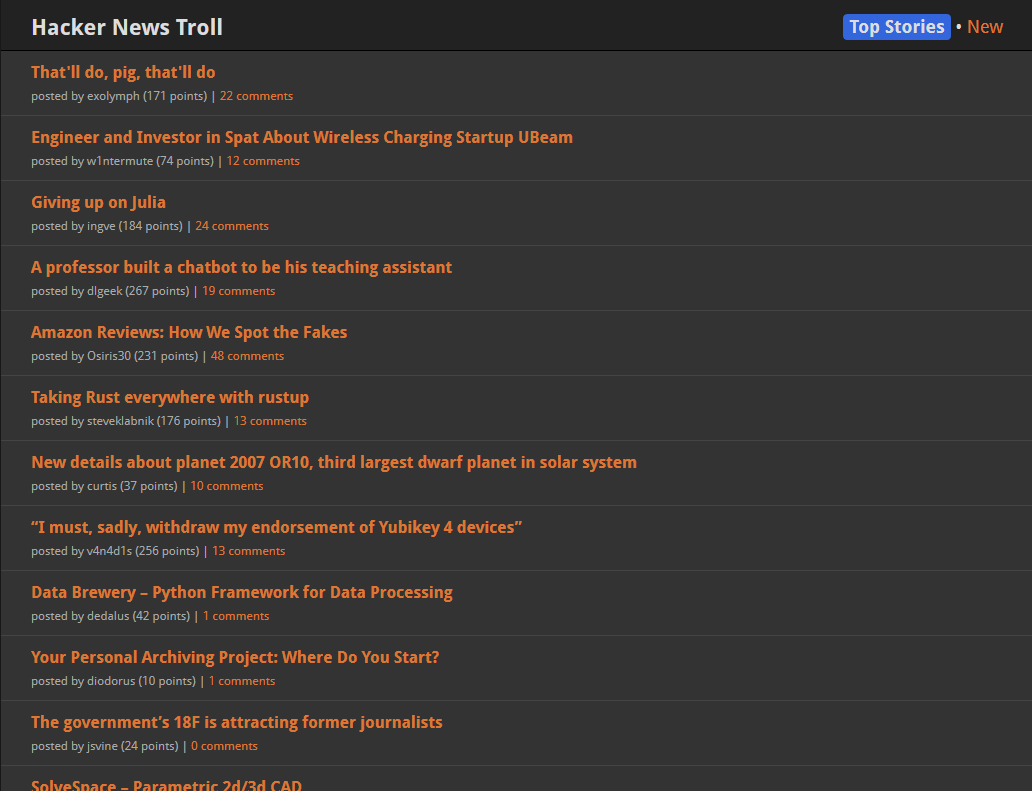 Hacker News Troll
Top Stories • New
That'll do, pig, that'll do
posted by exolymph (171 points) | 22 comments
Engineer and Investor in Spat About Wireless Charging Startup UBeam
posted by w1ntermute (74 points) | 12 comments
Giving up on Julia
posted by ingve (184 points) | 24 comments
A professor built a chatbot to be his teaching assistant
posted by dlgeek (267 points) | 19 comments
Amazon Reviews: How We Spot the Fakes
posted by Osiris30 (231 points) | 48 comments
Taking Rust everywhere with rustup
posted by steveklabnik (176 points) | 13 comments
New details about planet 2007 OR10, third largest dwarf planet in solar system
posted by curtis (37 points) | 10 comments
“I must, sadly, withdraw my endorsement of Yubikey 4 devices”
posted by v4n4d1s (256 points) | 13 comments
Data Brewery – Python Framework for Data Processing
posted by dedalus (42 points) | 1 comments
Your Personal Archiving Project: Where Do You Start?
posted by diodorus (10 points) | 1 comments
The government’s 18F is attracting former journalists
posted by jsvine (24 points) | 0 comments
SolveSpace – Parametric 2d/3d CAD